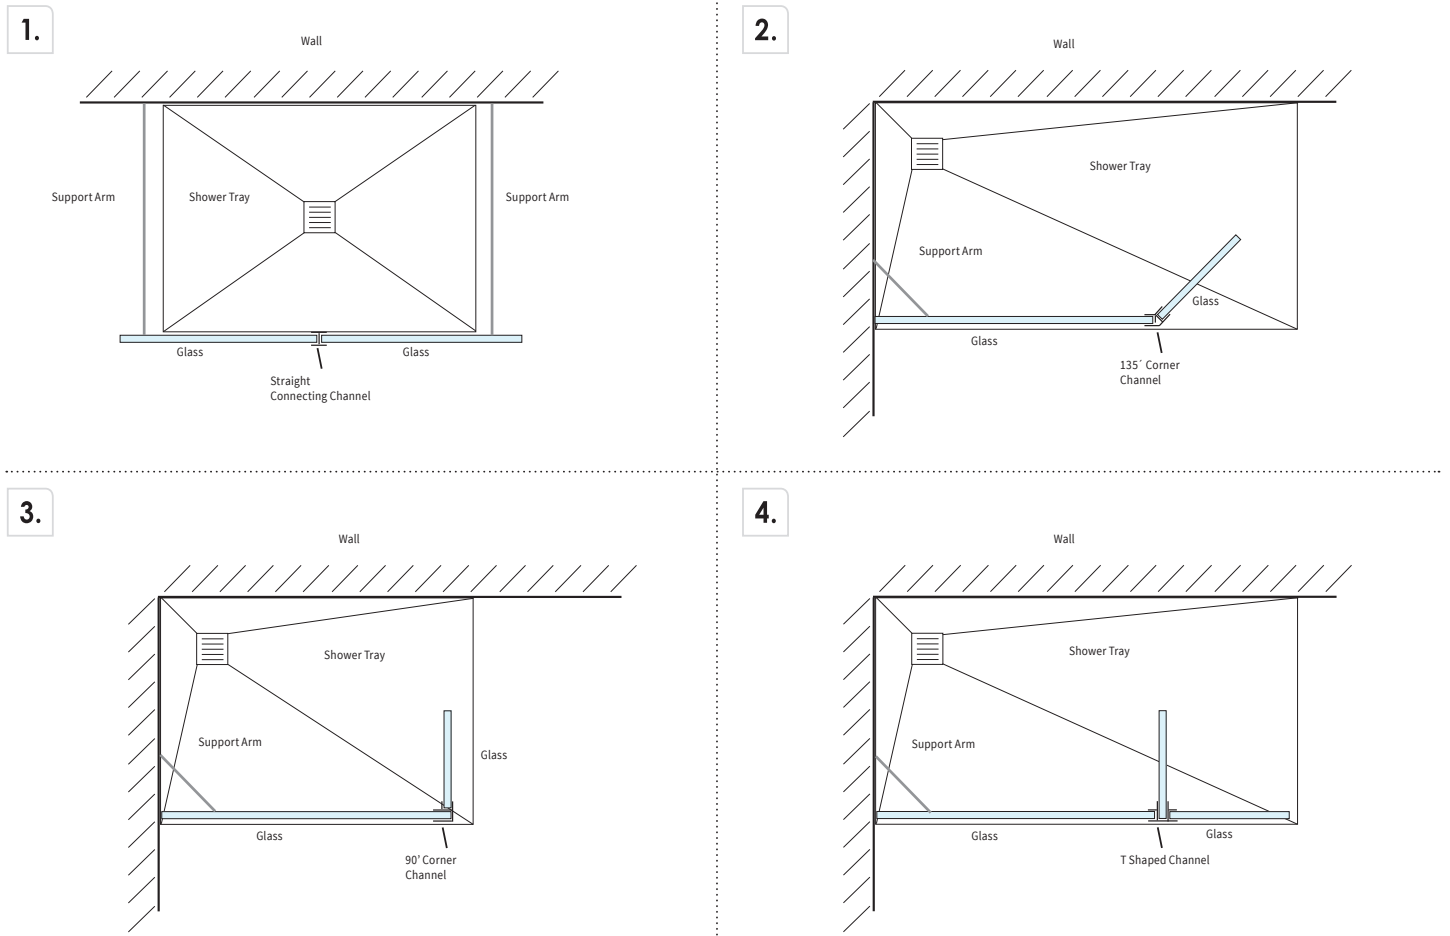 1.
Wall
Support Arm
Shower Tray
Support Arm
Glass
Glass
Straight
Connecting Channel
2.
Wall
Shower Tray
Support Arm
Glass
Glass
135´ Corner
Channel
3.
Wall
Shower Tray
Support Arm
Glass
Glass
90’ Corner
Channel
4.
Wall
Shower Tray
Support Arm
Glass
Glass
T Shaped Channel